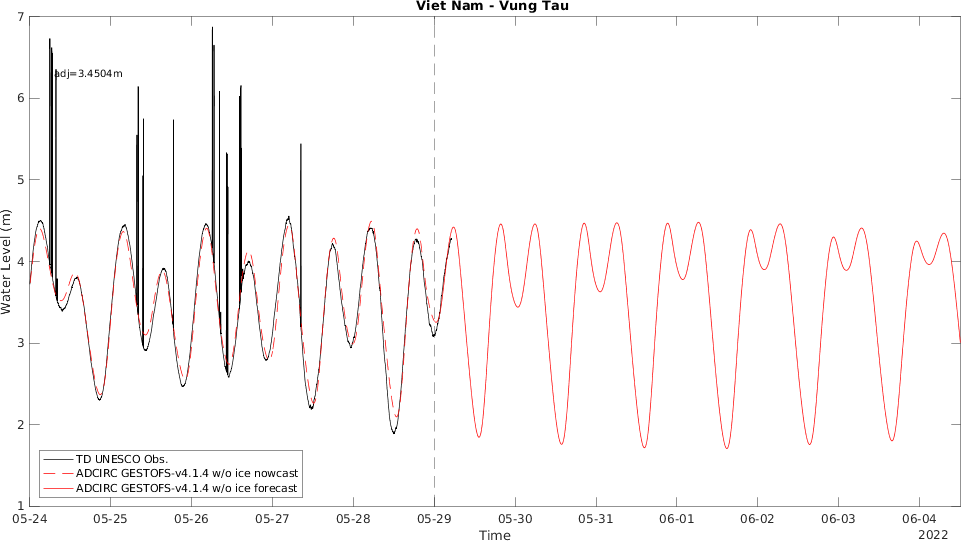 Viet Nam - Vung Tau
7
6
5
4
3
2
1
Water Level (m)
adj=3.4504m
TD UNESCO Obs.
ADCIRC GESTOFS-v4.1.4 w/o ice nowcast
ADCIRC GESTOFS-v4.1.4 w/o ice forecast
05-24 05-25 05-26 05-27 05-28 05-29 05-30 05-31 06-01 06-02 06-03 06-04
Time
2022